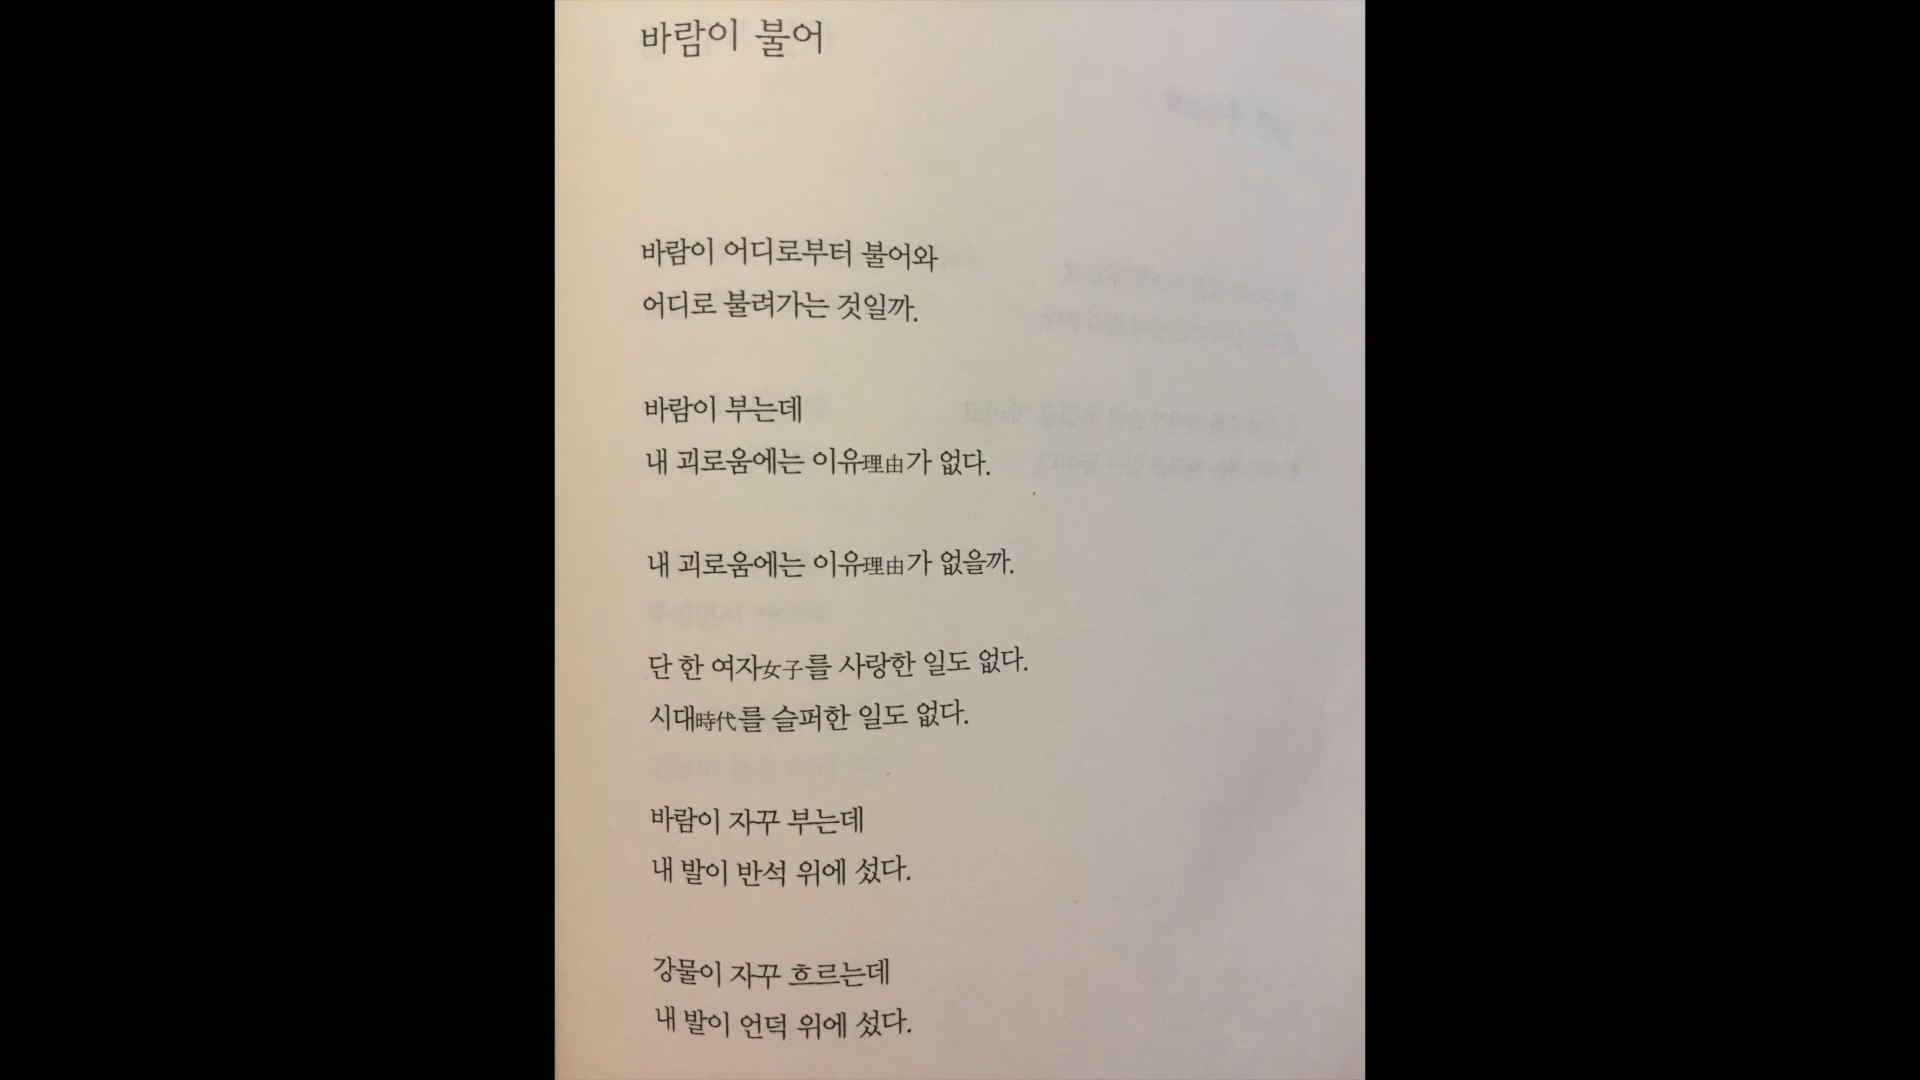 바람이 불어
바람이 어디로부터 불어와
어디로 불려가는 것일까.
바람이 부는데
내 괴로움에는 이유理由가 없다.
내 괴로움에는 이유理由가 없을까.
단 한 여자女子를 사랑한 일도 없다.
시대時代를 슬퍼한 일도 없다.
바람이 자꾸 부는데
내 발이 반석 위에 섰다.
강물이 자꾸 흐르는데
내 발이 언덕 위에 섰다.